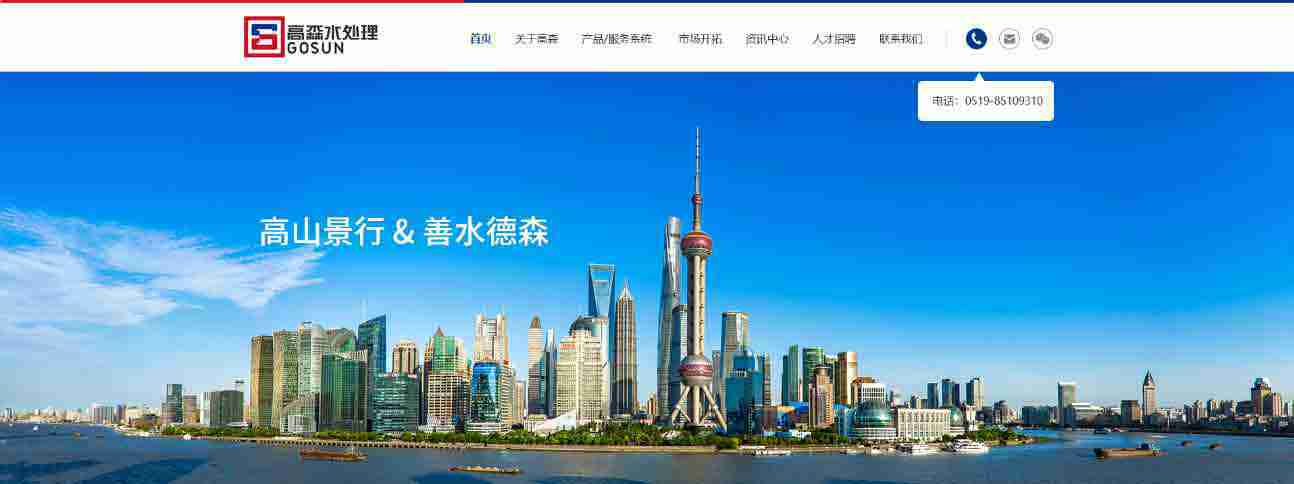 高淼水处理
GOSUN
首页 关于高淼 产品/服务系统 市场开拓 资讯中心 人才招聘 联系我们
电话：0519-85109310
高山景行 & 善水德森